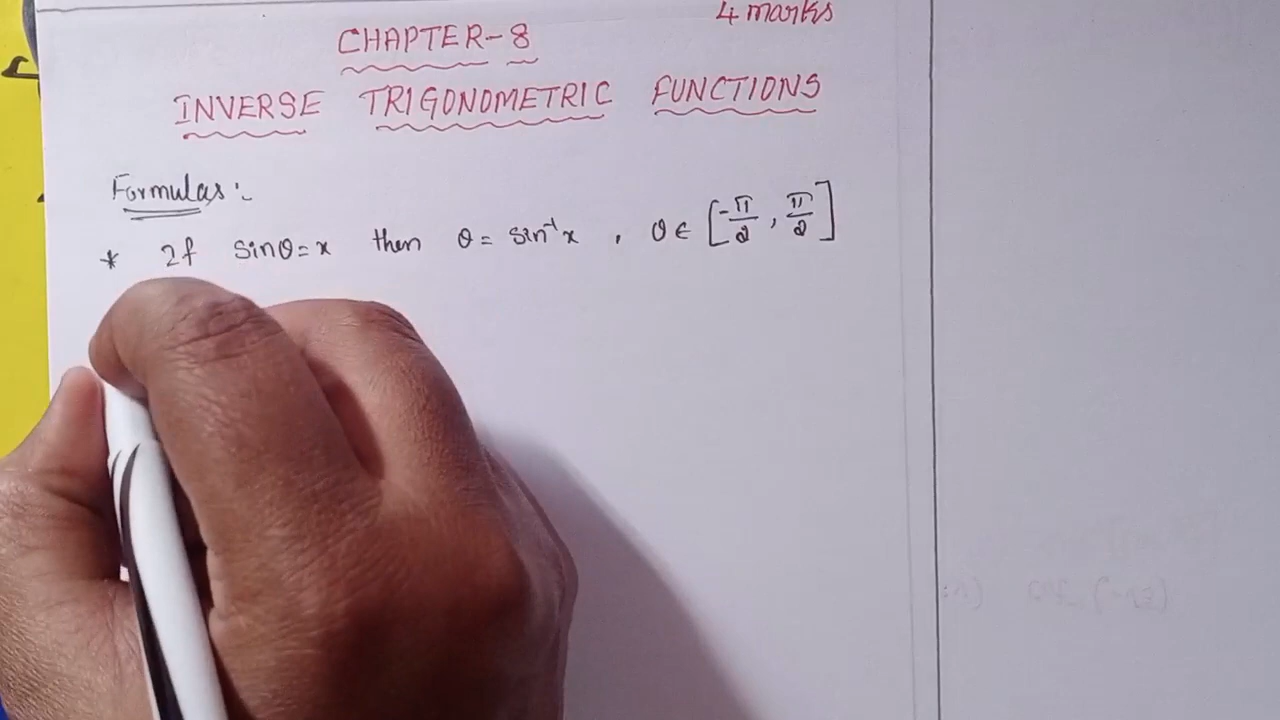 4 marks
CHAPTER-8
INVERSE TRIGONOMETRIC FUNCTIONS
Formulas:
* If sinθ=x then θ= sin⁻¹x , θ ∈ [-π/2, π/2]